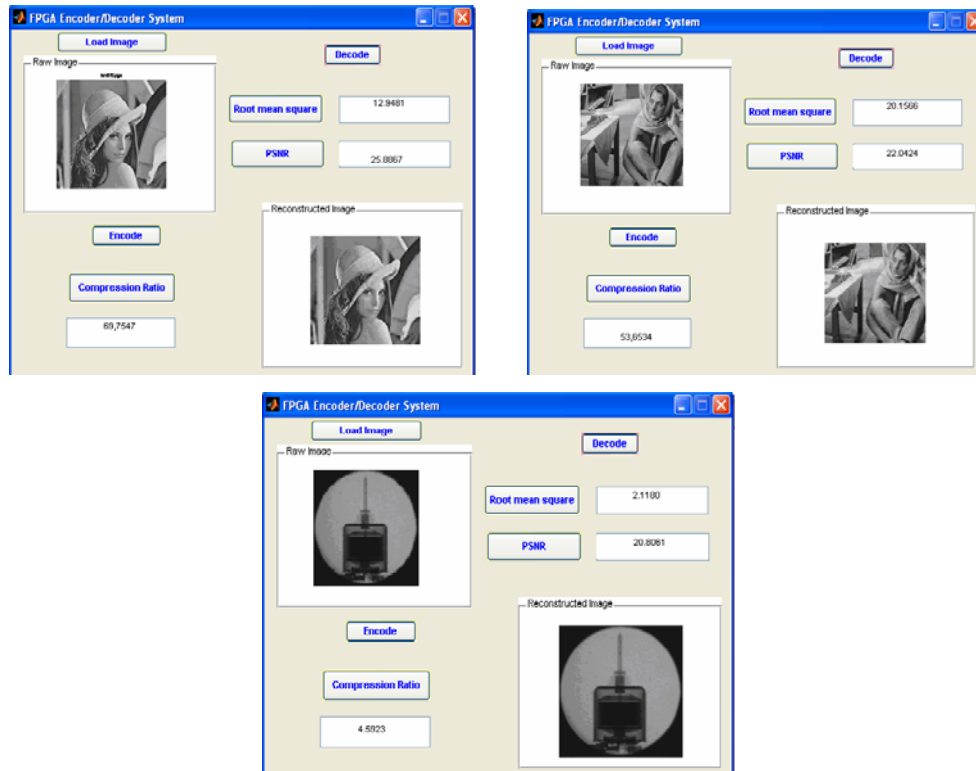 FPGA Encoder/Decoder System
Load Image
Decode
Raw Image
Root mean square
12.9481
PSNR
25.8867
Reconstructed Image
Encode
Compression Ratio
69,7547
FPGA Encoder/Decoder System
Load Image
Decode
Raw Image
Root mean square
20.1566
PSNR
22.0424
Reconstructed Image
Encode
Compression Ratio
53,6534
FPGA Encoder/Decoder System
Load Image
Decode
Raw Image
Root mean square
2.1180
PSNR
20.8061
Reconstructed Image
Encode
Compression Ratio
4.5923